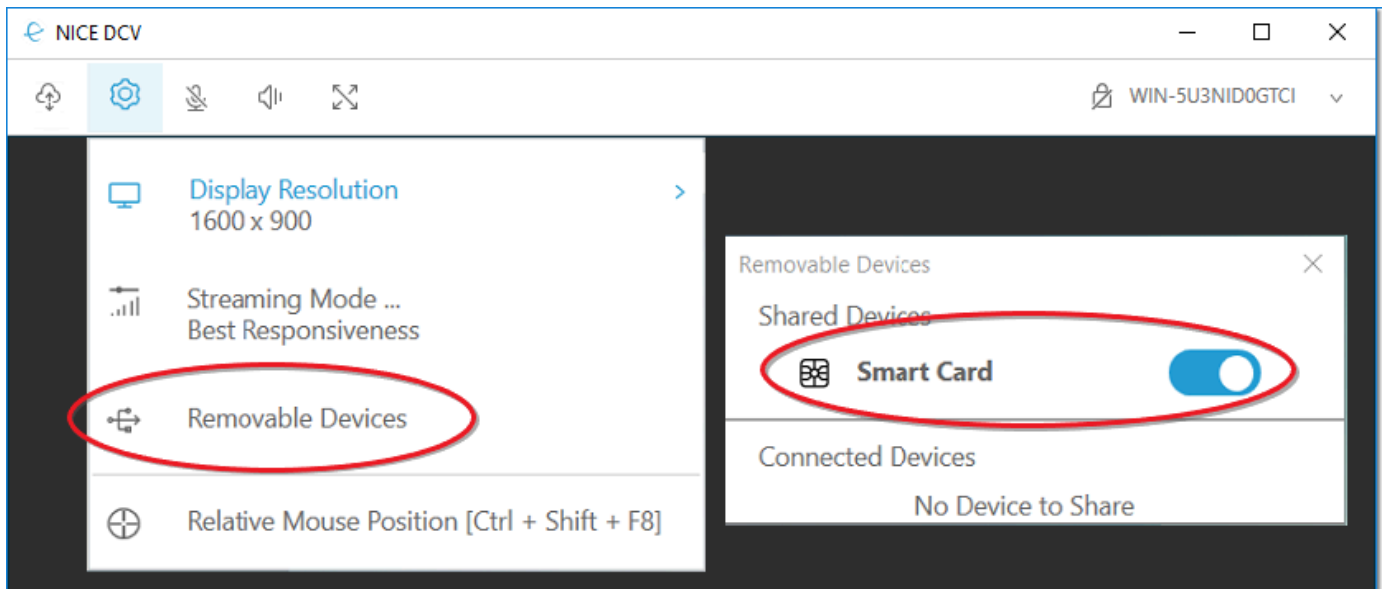 NICE DCV
WIN-5U3NID0GTCI
Display Resolution
1600 x 900
Streaming Mode ...
Best Responsiveness
Removable Devices
Relative Mouse Position [Ctrl + Shift + F8]
Removable Devices
Shared Devices
Smart Card
Connected Devices
No Device to Share